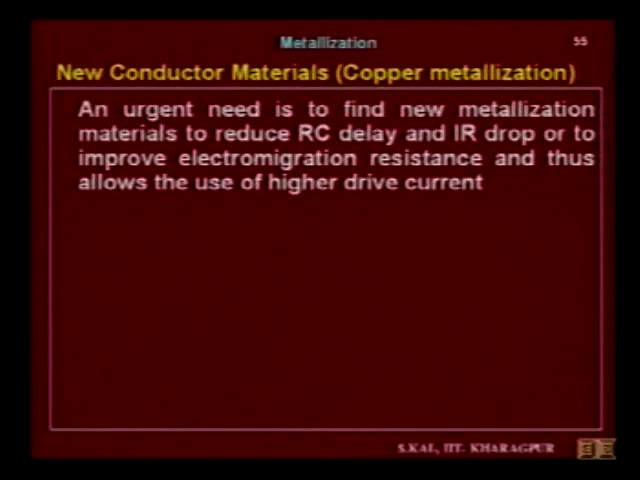 Metallization
55
New Conductor Materials (Copper metallization)
An urgent need is to find new metallization
materials to reduce RC delay and IR drop or to
improve electromigration resistance and thus
allows the use of higher drive current
S.KAL, IIT- KHARAGPUR